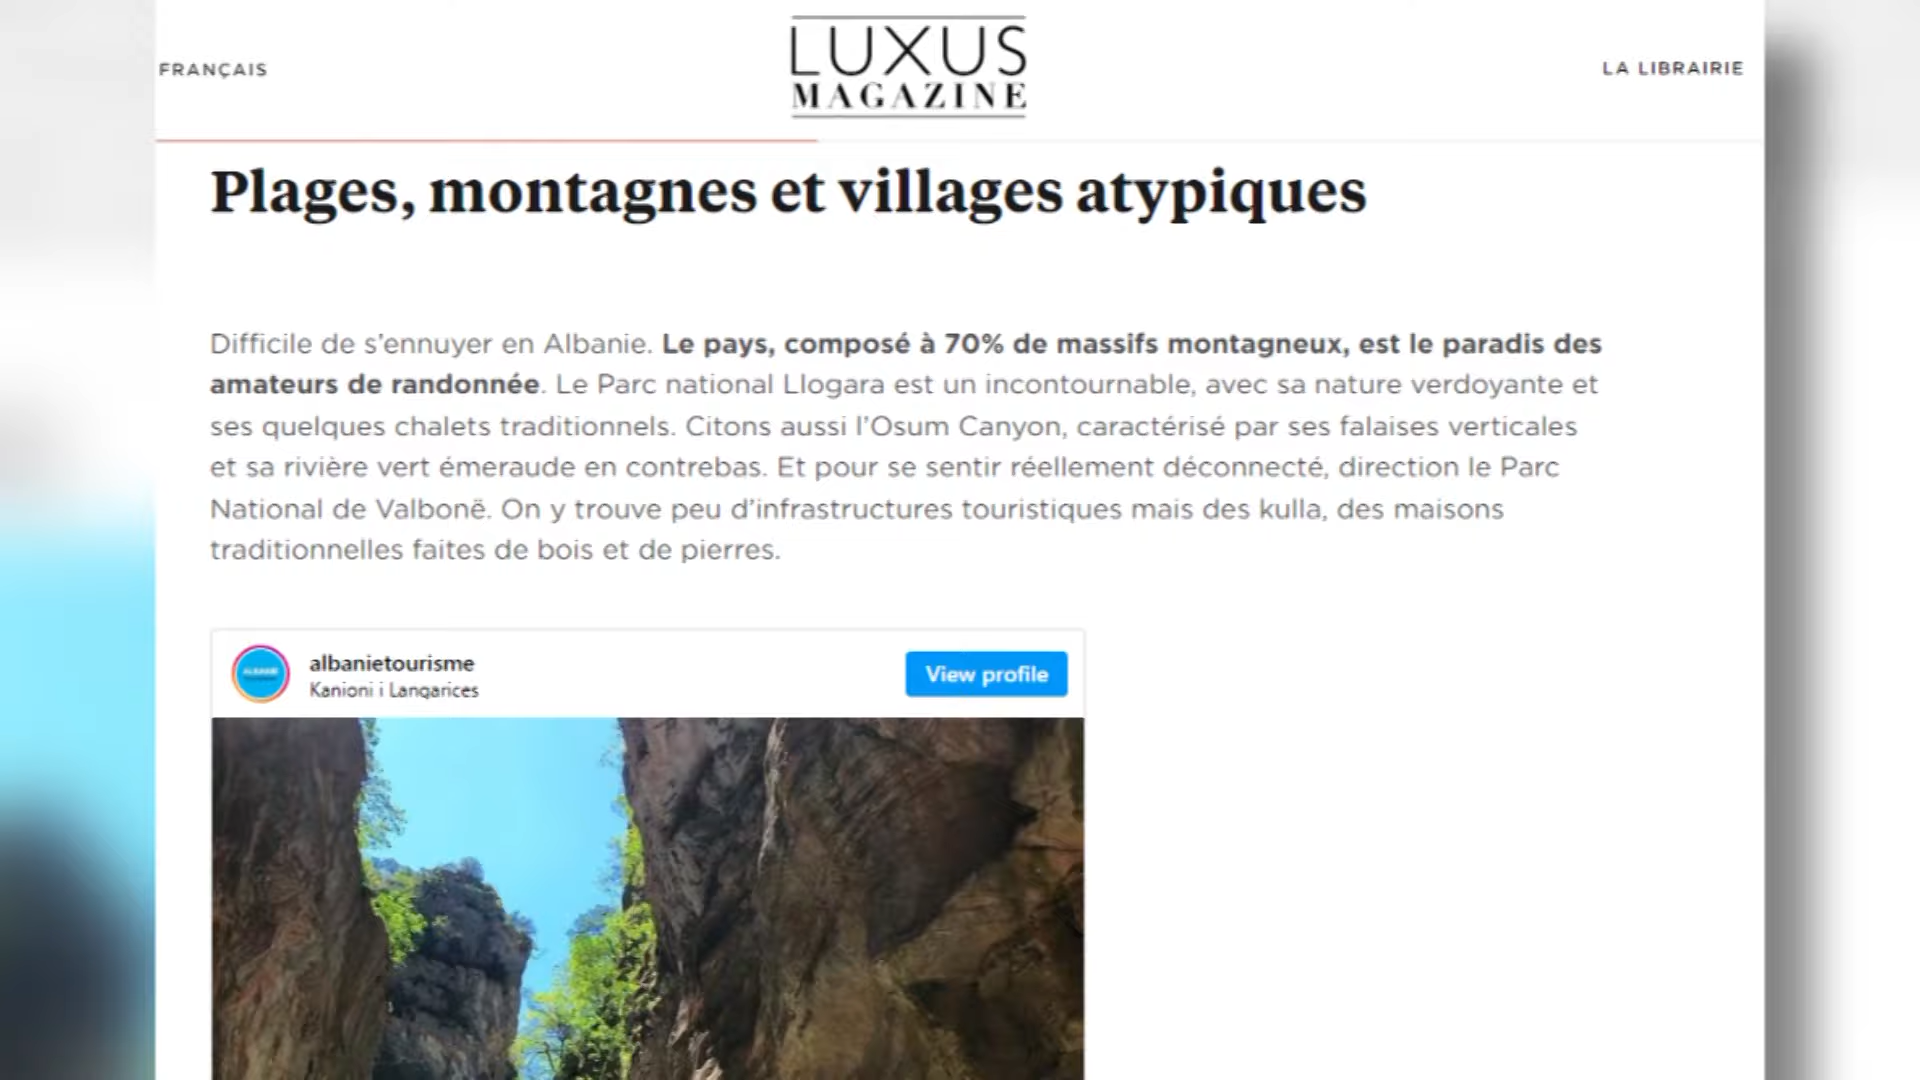 FRANÇAIS
LUXUS
MAGAZINE
LA LIBRAIRIE
Plages, montagnes et villages atypiques
Difficile de s'ennuyer en Albanie. Le pays, composé à 70% de massifs montagneux, est le paradis des
amateurs de randonnée. Le Parc national Llogara est un incontournable, avec sa nature verdoyante et
ses quelques chalets traditionnels. Citons aussi l'Osum Canyon, caractérisé par ses falaises verticales
et sa rivière vert émeraude en contrebas. Et pour se sentir réellement déconnecté, direction le Parc
National de Valbonë. On y trouve peu d'infrastructures touristiques mais des kulla, des maisons
traditionnelles faites de bois et de pierres.
albanietourisme
Kanioni i Langarices
View profile